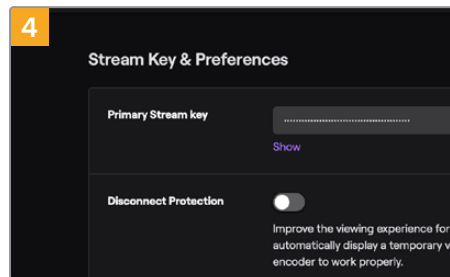 4
Stream Key & Preferences
Primary Stream key
Show
Disconnect Protection
Improve the viewing experience for
automatically display a temporary v
encoder to work properly.